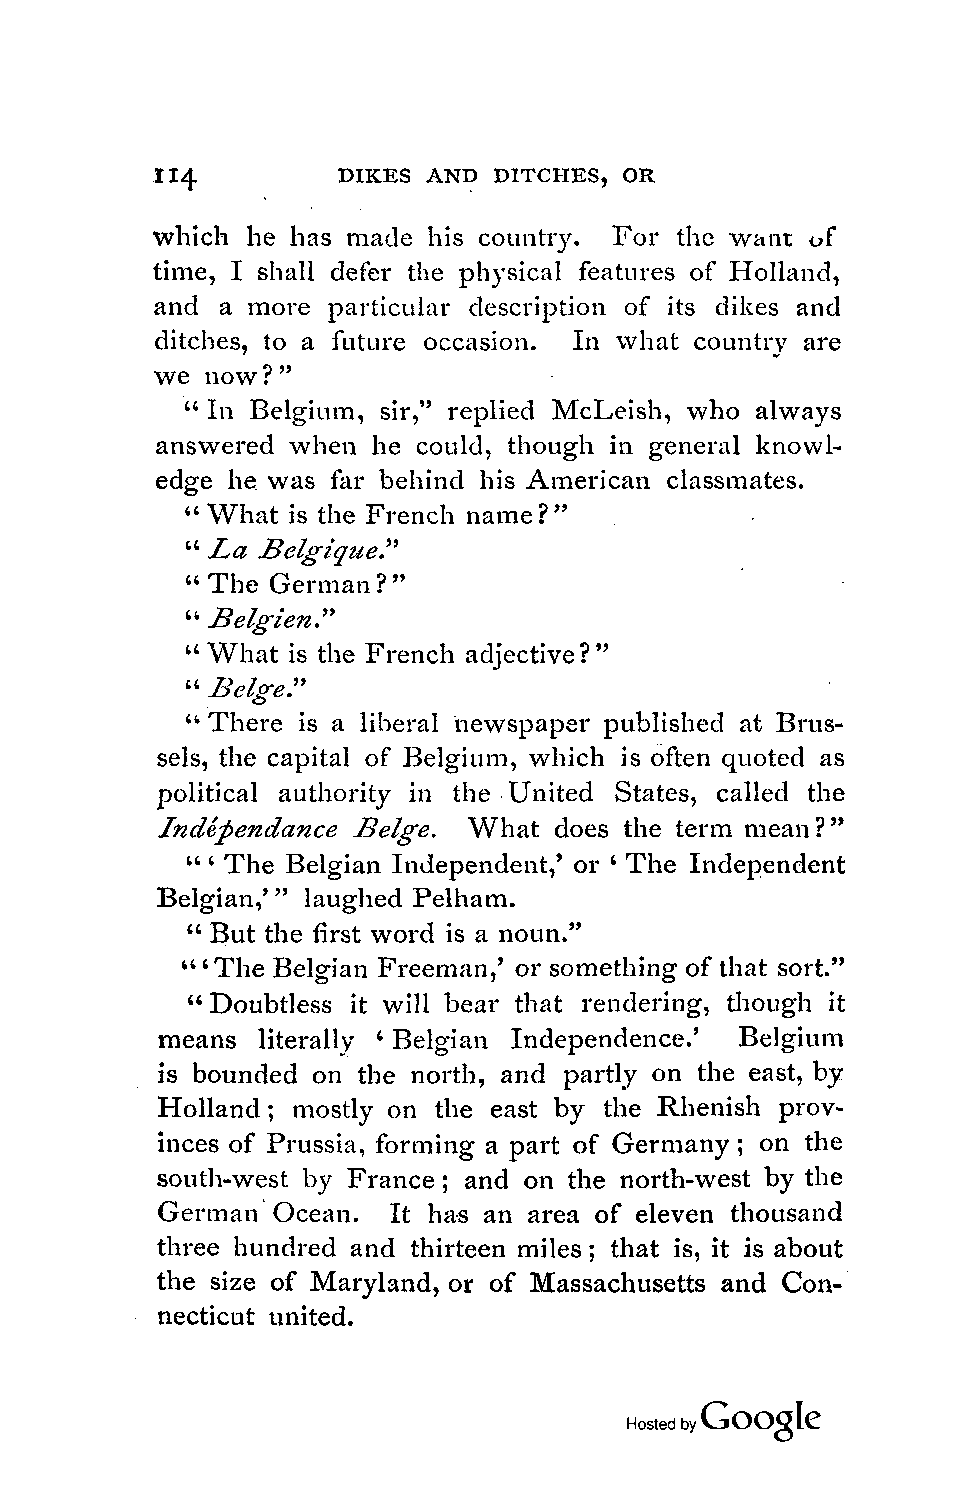 114 DIKES AND DITCHES, OR
which he has made his country. For the want of
time, I shall defer the physical features of Holland,
and a more particular description of its dikes and
ditches, to a future occasion. In what country are
we now?"
"In Belgium, sir," replied McLeish, who always
answered when he could, though in general knowl-
edge he was far behind his American classmates.
"What is the French name?"
"La Belgique."
"The German?"
"Belgien."
"What is the French adjective?"
"Belge."
"There is a liberal newspaper published at Brus-
sels, the capital of Belgium, which is often quoted as
political authority in the United States, called the
Indépendance Belge. What does the term mean?"
"'The Belgian Independent,' or 'The Independent
Belgian,'" laughed Pelham.
"But the first word is a noun."
"'The Belgian Freeman,' or something of that sort."
"Doubtless it will bear that rendering, though it
means literally 'Belgian Independence.' Belgium
is bounded on the north, and partly on the east, by
Holland; mostly on the east by the Rhenish prov-
inces of Prussia, forming a part of Germany; on the
south-west by France; and on the north-west by the
German Ocean. It has an area of eleven thousand
three hundred and thirteen miles; that is, it is about
the size of Maryland, or of Massachusetts and Con-
necticut united.
Hosted by Google